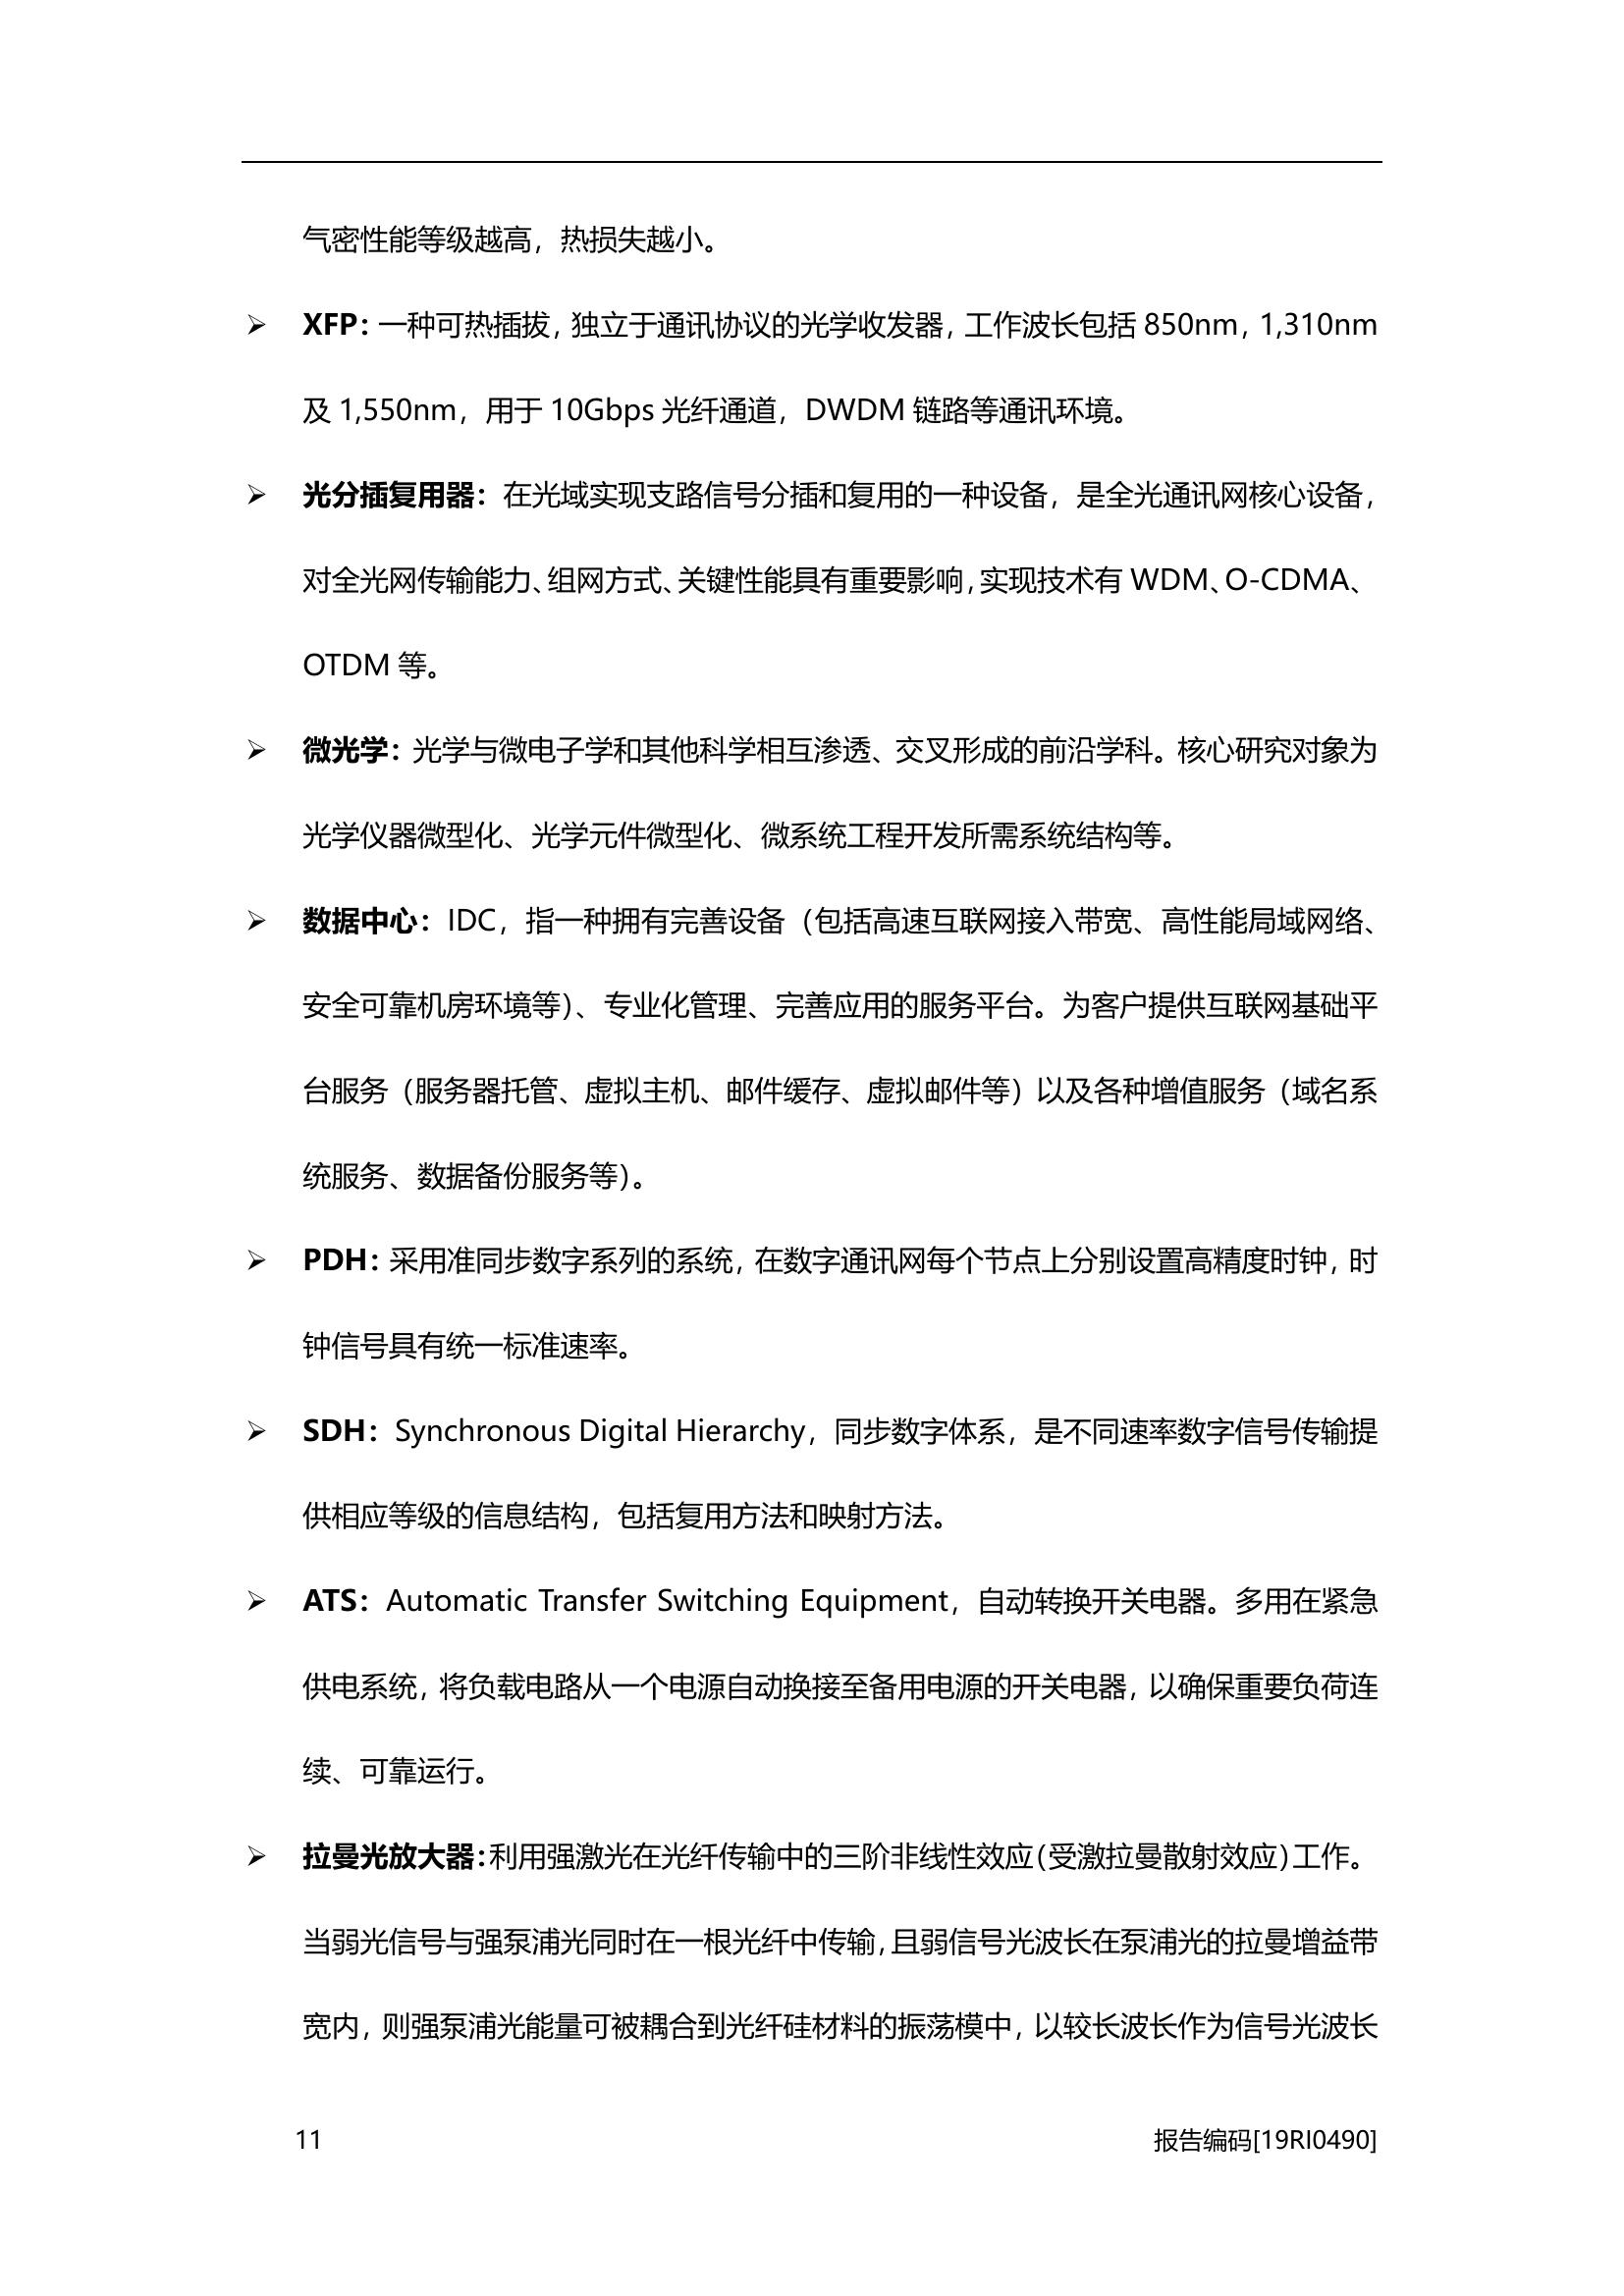 气密性能等级越高，热损失越小。
➢ XFP：一种可热插拔，独立于通讯协议的光学收发器，工作波长包括 850nm，1,310nm
及 1,550nm，用于 10Gbps 光纤通道，DWDM 链路等通讯环境。
➢ 光分插复用器：在光域实现支路信号分插和复用的一种设备，是全光通讯网核心设备，
对全光网传输能力、组网方式、关键性能具有重要影响，实现技术有 WDM、O-CDMA、
OTDM 等。
➢ 微光学：光学与微电子学和其他科学相互渗透、交叉形成的前沿学科。核心研究对象为
光学仪器微型化、光学元件微型化、微系统工程开发所需系统结构等。
➢ 数据中心：IDC，指一种拥有完善设备（包括高速互联网接入带宽、高性能局域网络、
安全可靠机房环境等）、专业化管理、完善应用的服务平台。为客户提供互联网基础平
台服务（服务器托管、虚拟主机、邮件缓存、虚拟邮件等）以及各种增值服务（域名系
统服务、数据备份服务等）。
➢ PDH：采用准同步数字系列的系统，在数字通讯网每个节点上分别设置高精度时钟，时
钟信号具有统一标准速率。
➢ SDH：Synchronous Digital Hierarchy，同步数字体系，是不同速率数字信号传输提
供相应等级的信息结构，包括复用方法和映射方法。
➢ ATS：Automatic Transfer Switching Equipment，自动转换开关电器。多用在紧急
供电系统，将负载电路从一个电源自动换接至备用电源的开关电器，以确保重要负荷连
续、可靠运行。
➢ 拉曼光放大器：利用强激光在光纤传输中的三阶非线性效应（受激拉曼散射效应）工作。
当弱光信号与强泵浦光同时在一根光纤中传输，且弱信号光波长在泵浦光的拉曼增益带
宽内，则强泵浦光能量可被耦合到光纤硅材料的振荡模中，以较长波长作为信号光波长
11
报告编码[19RI0490]